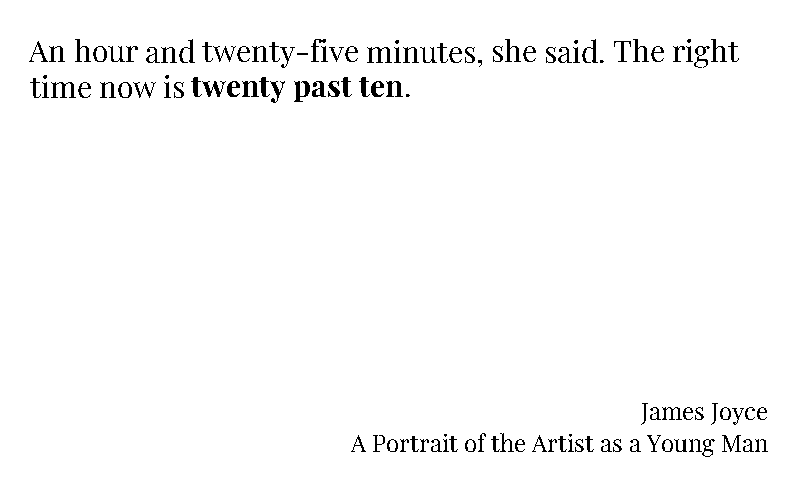 An hour and twenty-five minutes, she said. The right
time now is twenty past ten.
James Joyce
A Portrait of the Artist as a Young Man